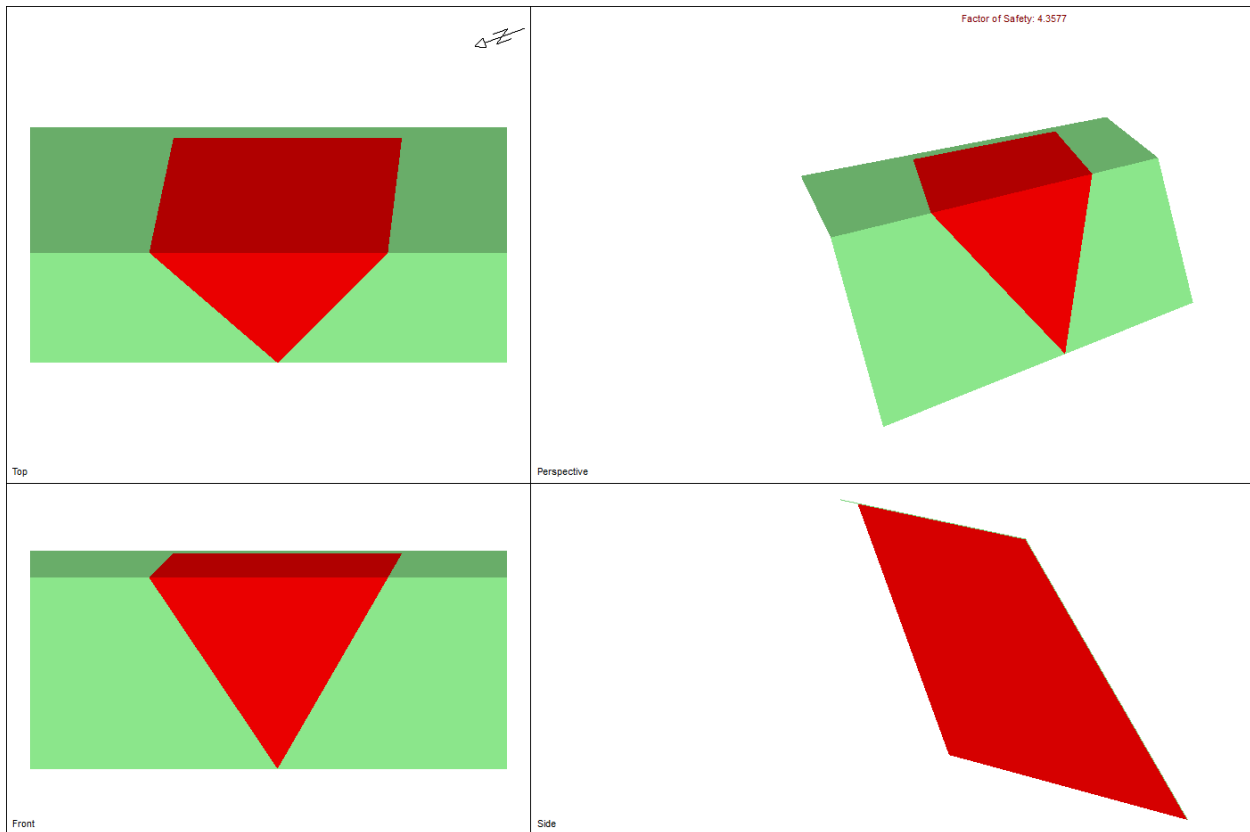 N
Factor of Safety: 4.3577
Top
Perspective
Front
Side